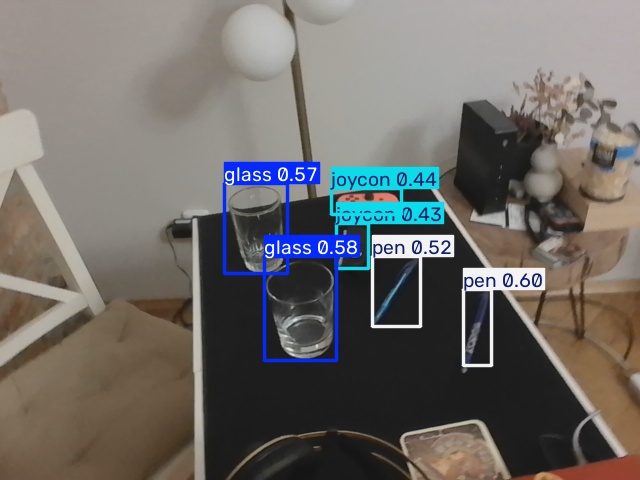 glass 0.57
joycon 0.44
joycon 0.43
glass 0.58
pen 0.52
pen 0.60